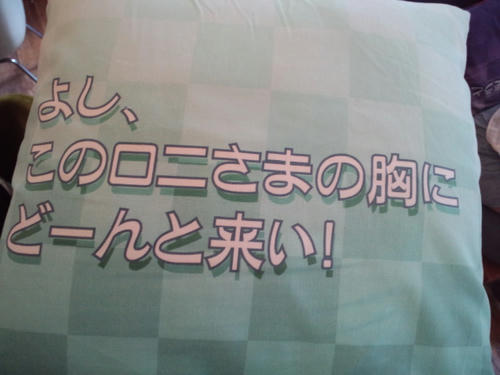 よし、
このロニさまの胸に
どーんと来い!